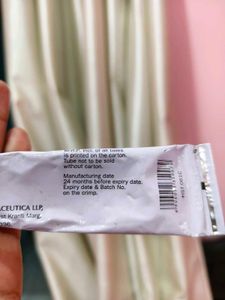 is printed on the carton.
Tube not to be sold
without carton.
Manufacturing date
24 months before expiry date.
Expiry date & Batch No.
on the crimp.
ACEUTICA LLP,
Kranti Marg,